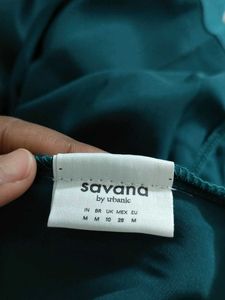 savana
by urbanic
IN BR UK MEX EU
M M 10 28 M